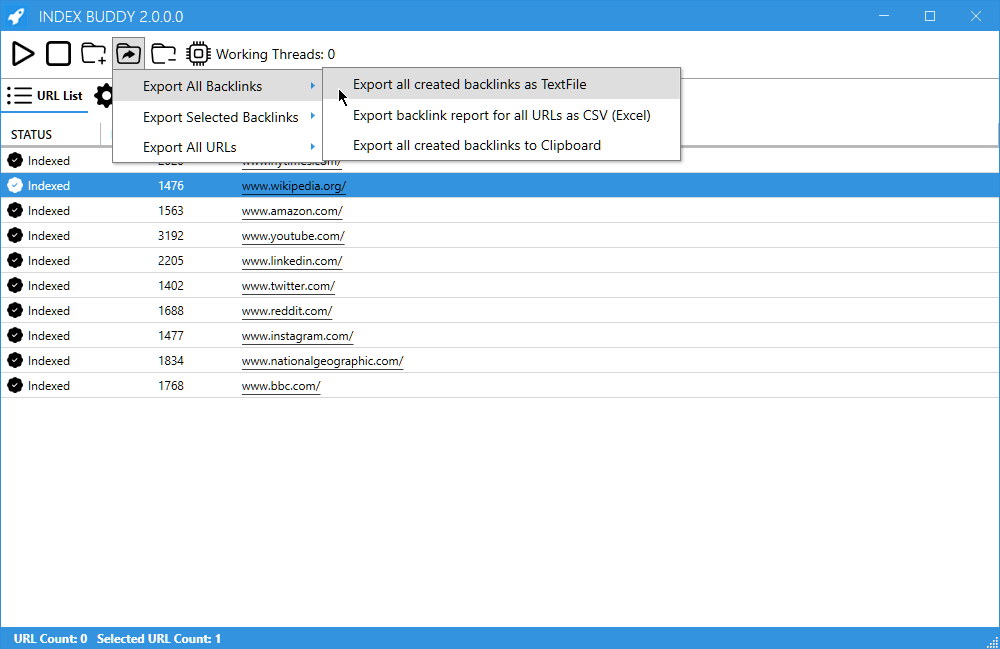 INDEX BUDDY 2.0.0.0
Working Threads: 0
URL List
Export All Backlinks
Export Selected Backlinks
Export All URLs
Export all created backlinks as TextFile
Export backlink report for all URLs as CSV (Excel)
Export all created backlinks to Clipboard
STATUS
Indexed
Indexed 1476 www.wikipedia.org/
Indexed 1563 www.amazon.com/
Indexed 3192 www.youtube.com/
Indexed 2205 www.linkedin.com/
Indexed 1402 www.twitter.com/
Indexed 1688 www.reddit.com/
Indexed 1477 www.instagram.com/
Indexed 1834 www.nationalgeographic.com/
Indexed 1768 www.bbc.com/
URL Count: 0 Selected URL Count: 1